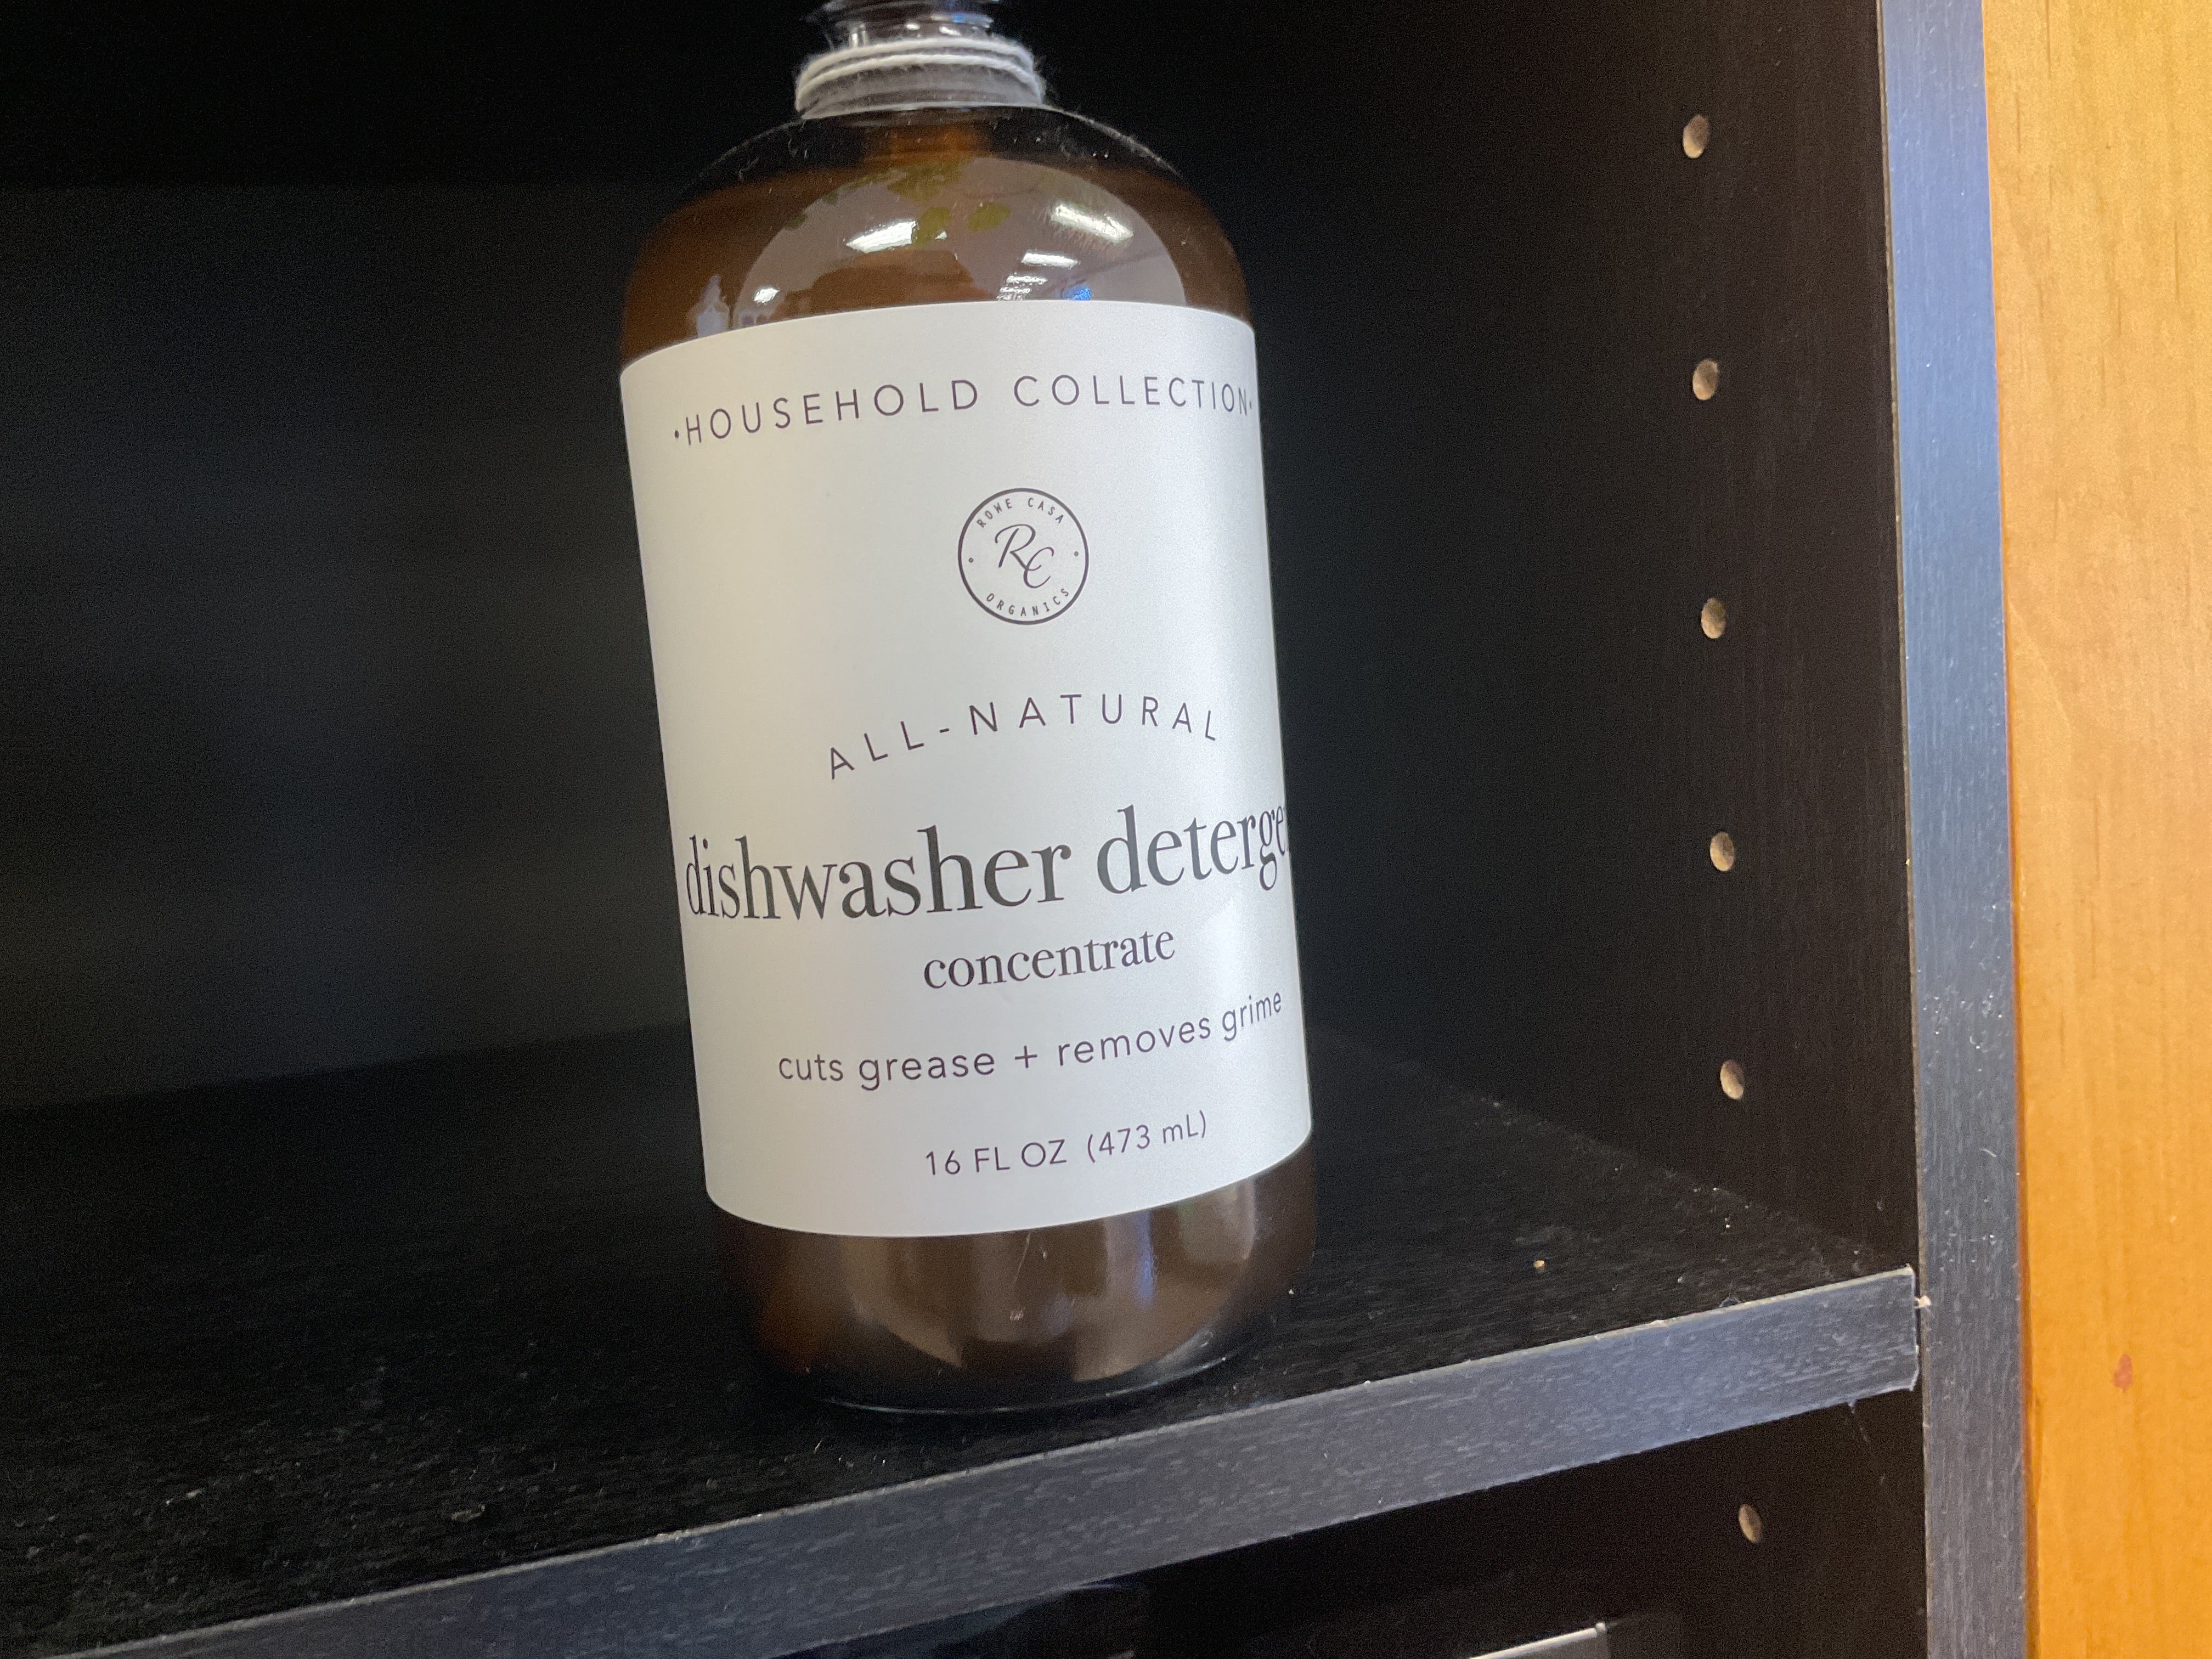 ·HOUSEHOLD COLLECTION·
ROWE CASA
RC
ORGANICS
ALL-NATURAL
dishwasher deterge
concentrate
cuts grease + removes grime
16 FL OZ (473 mL)